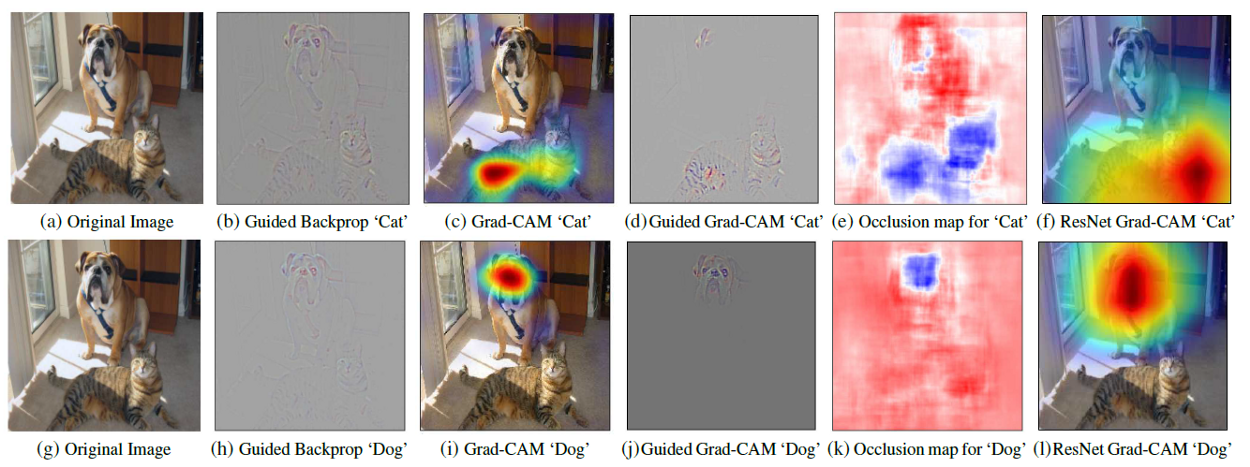 (a) Original Image
(b) Guided Backprop ‘Cat’
(c) Grad-CAM ‘Cat’
(d) Guided Grad-CAM ‘Cat’
(e) Occlusion map for ‘Cat’
(f) ResNet Grad-CAM ‘Cat’
(g) Original Image
(h) Guided Backprop ‘Dog’
(i) Grad-CAM ‘Dog’
(j)Guided Grad-CAM ‘Dog’
(k) Occlusion map for ‘Dog’
(l)ResNet Grad-CAM ‘Dog’